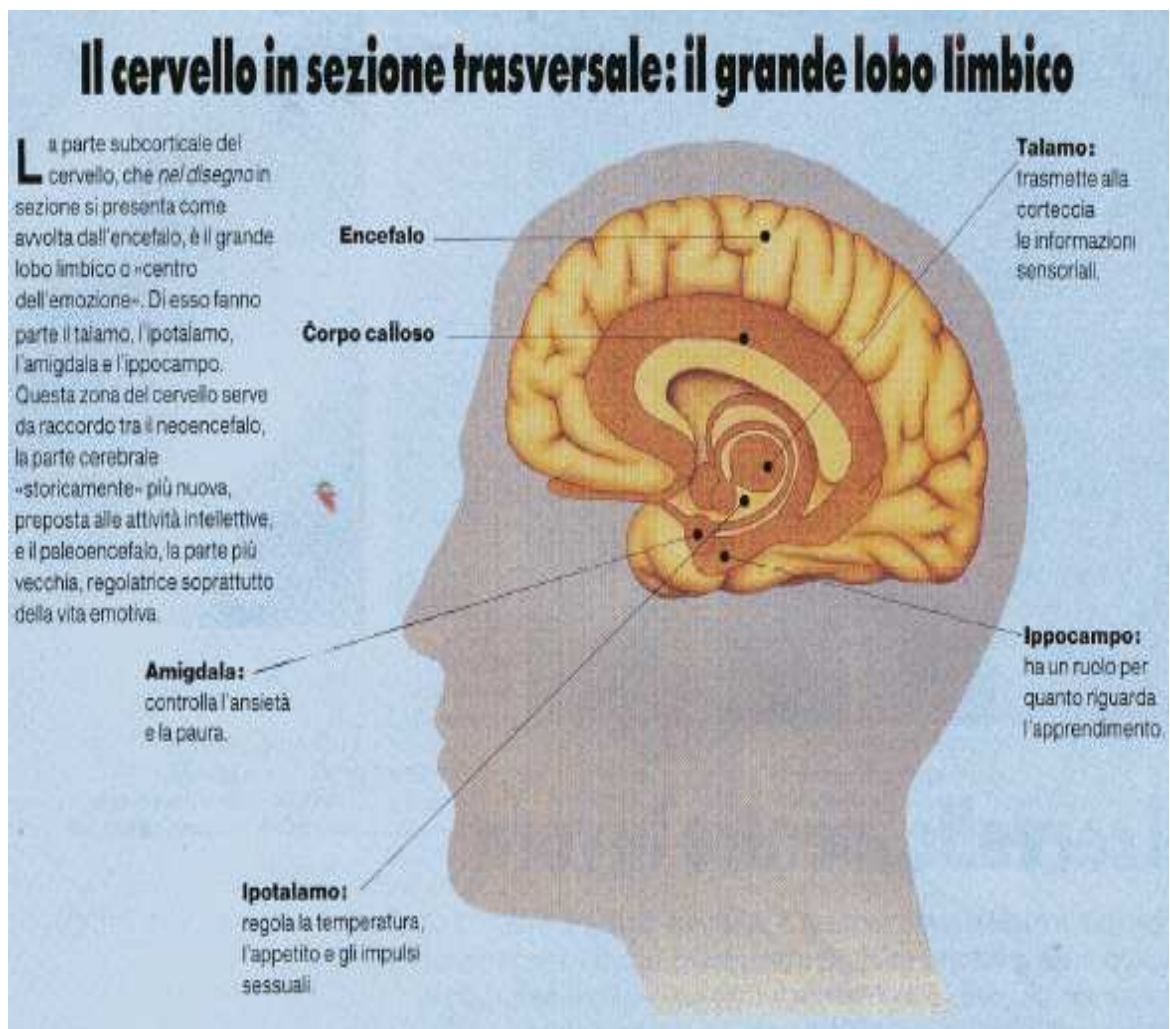 Il cervello in sezione trasversale: il grande lobo limbico
La parte subcorticale del
cervello, che nel disegno in
sezione si presenta come
avvolta dall'encefalo, è il grande
lobo limbico o «centro
dell'emozione». Di esso fanno
parte il talamo, l'ipotalamo,
l'amigdala e l'ippocampo.
Questa zona del cervello serve
da raccordo tra il neoencefalo,
la parte cerebrale
«storicamente» più nuova,
preposta alle attività intellettive,
e il paleoencefalo, la parte più
vecchia, regolatrice soprattutto
della vita emotiva.
Encefalo
Corpo calloso
Talamo:
trasmette alla
corteccia
le informazioni
sensoriali.
Amigdala:
controlla l'ansietà
e la paura.
Ippocampo:
ha un ruolo per
quanto riguarda
l'apprendimento.
Ipotalamo:
regola la temperatura,
l'appetito e gli impulsi
sessuali